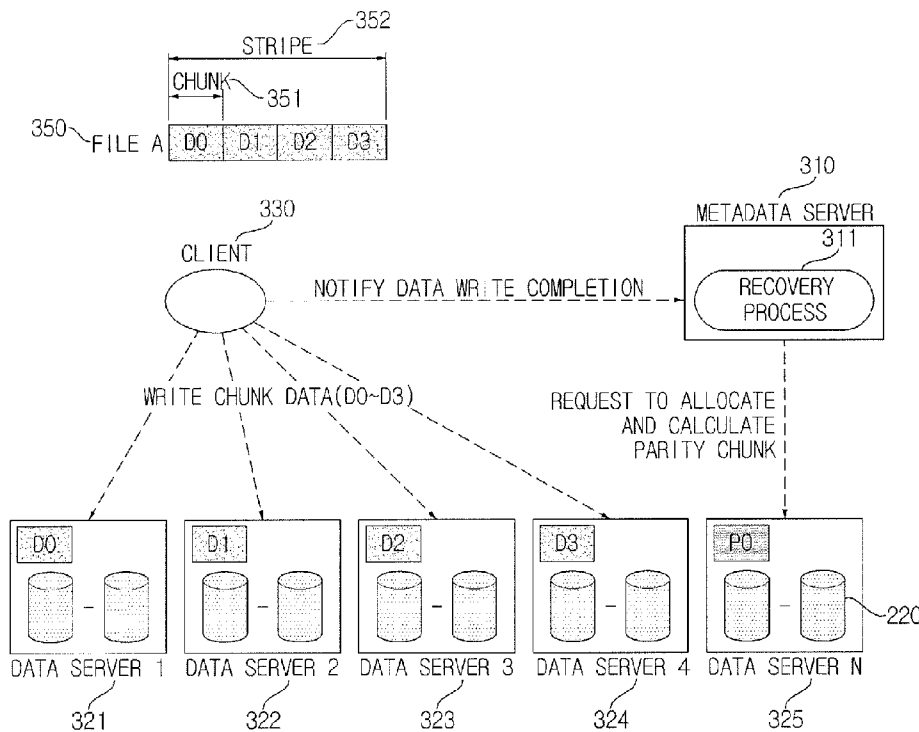 352
STRIPE
CHUNK
351
350
FILE A
D0 D1 D2 D3
310
METADATA SERVER
330
CLIENT
311
NOTIFY DATA WRITE COMPLETION
RECOVERY
PROCESS
WRITE CHUNK DATA(D0~D3)
REQUEST TO ALLOCATE
AND CALCULATE
PARITY CHUNK
D0
D1
D2
D3
P0
220
DATA SERVER 1
DATA SERVER 2
DATA SERVER 3
DATA SERVER 4
DATA SERVER N
321
322
323
324
325